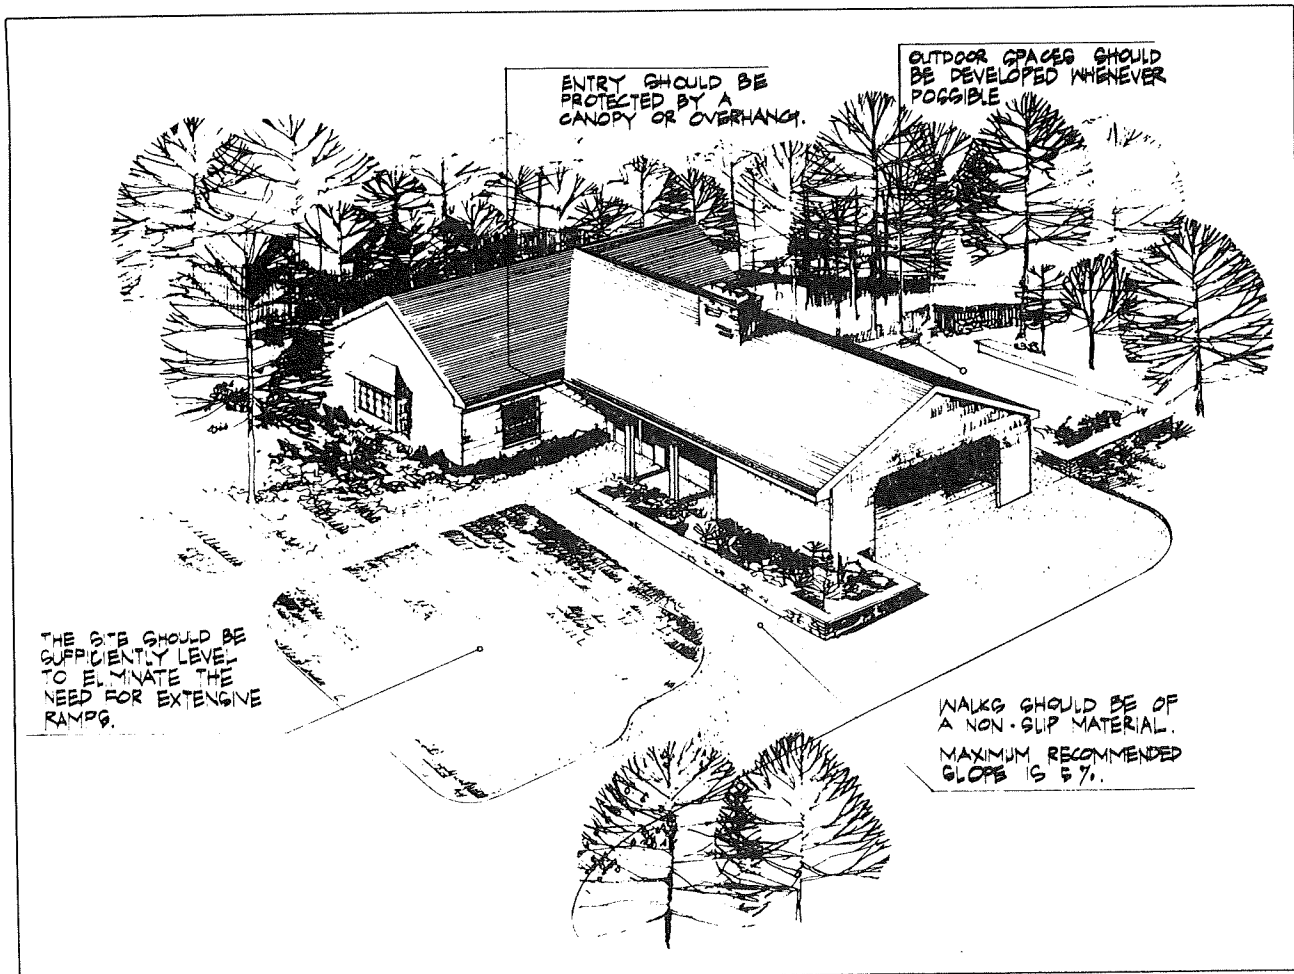 ENTRY SHOULD BE
PROTECTED BY A
CANOPY OR OVERHANG.
OUTDOOR SPACES SHOULD
BE DEVELOPED WHENEVER
POSSIBLE
THE SITE SHOULD BE
SUFFICIENTLY LEVEL
TO ELIMINATE THE
NEED FOR EXTENSIVE
RAMPS.
WALKS SHOULD BE OF
A NON-SLIP MATERIAL.
MAXIMUM RECOMMENDED
SLOPE IS 5%.